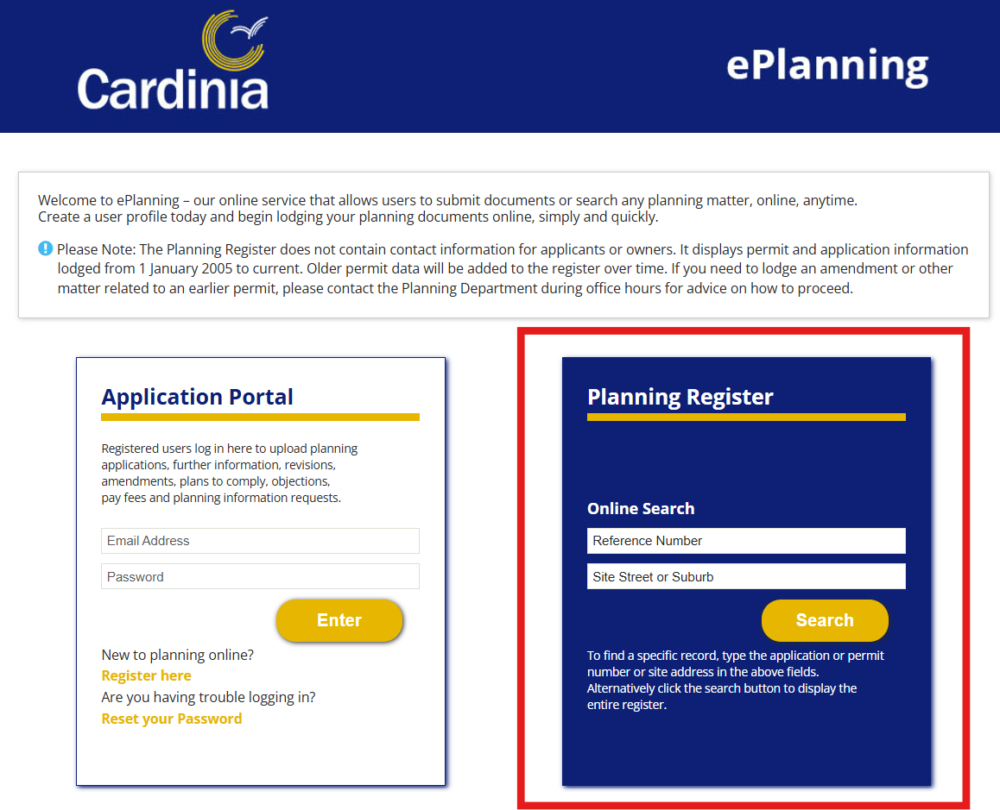 Cardinia
ePlanning
Welcome to ePlanning – our online service that allows users to submit documents or search any planning matter, online, anytime.
Create a user profile today and begin lodging your planning documents online, simply and quickly.
Please Note: The Planning Register does not contain contact information for applicants or owners. It displays permit and application information
lodged from 1 January 2005 to current. Older permit data will be added to the register over time. If you need to lodge an amendment or other
matter related to an earlier permit, please contact the Planning Department during office hours for advice on how to proceed.
Application Portal
Registered users log in here to upload planning
applications, further information, revisions,
amendments, plans to comply, objections,
pay fees and planning information requests.
Email Address
Password
Enter
New to planning online?
Register here
Are you having trouble logging in?
Reset your Password
Planning Register
Online Search
Reference Number
Site Street or Suburb
Search
To find a specific record, type the application or permit
number or site address in the above fields.
Alternatively click the search button to display the
entire register.